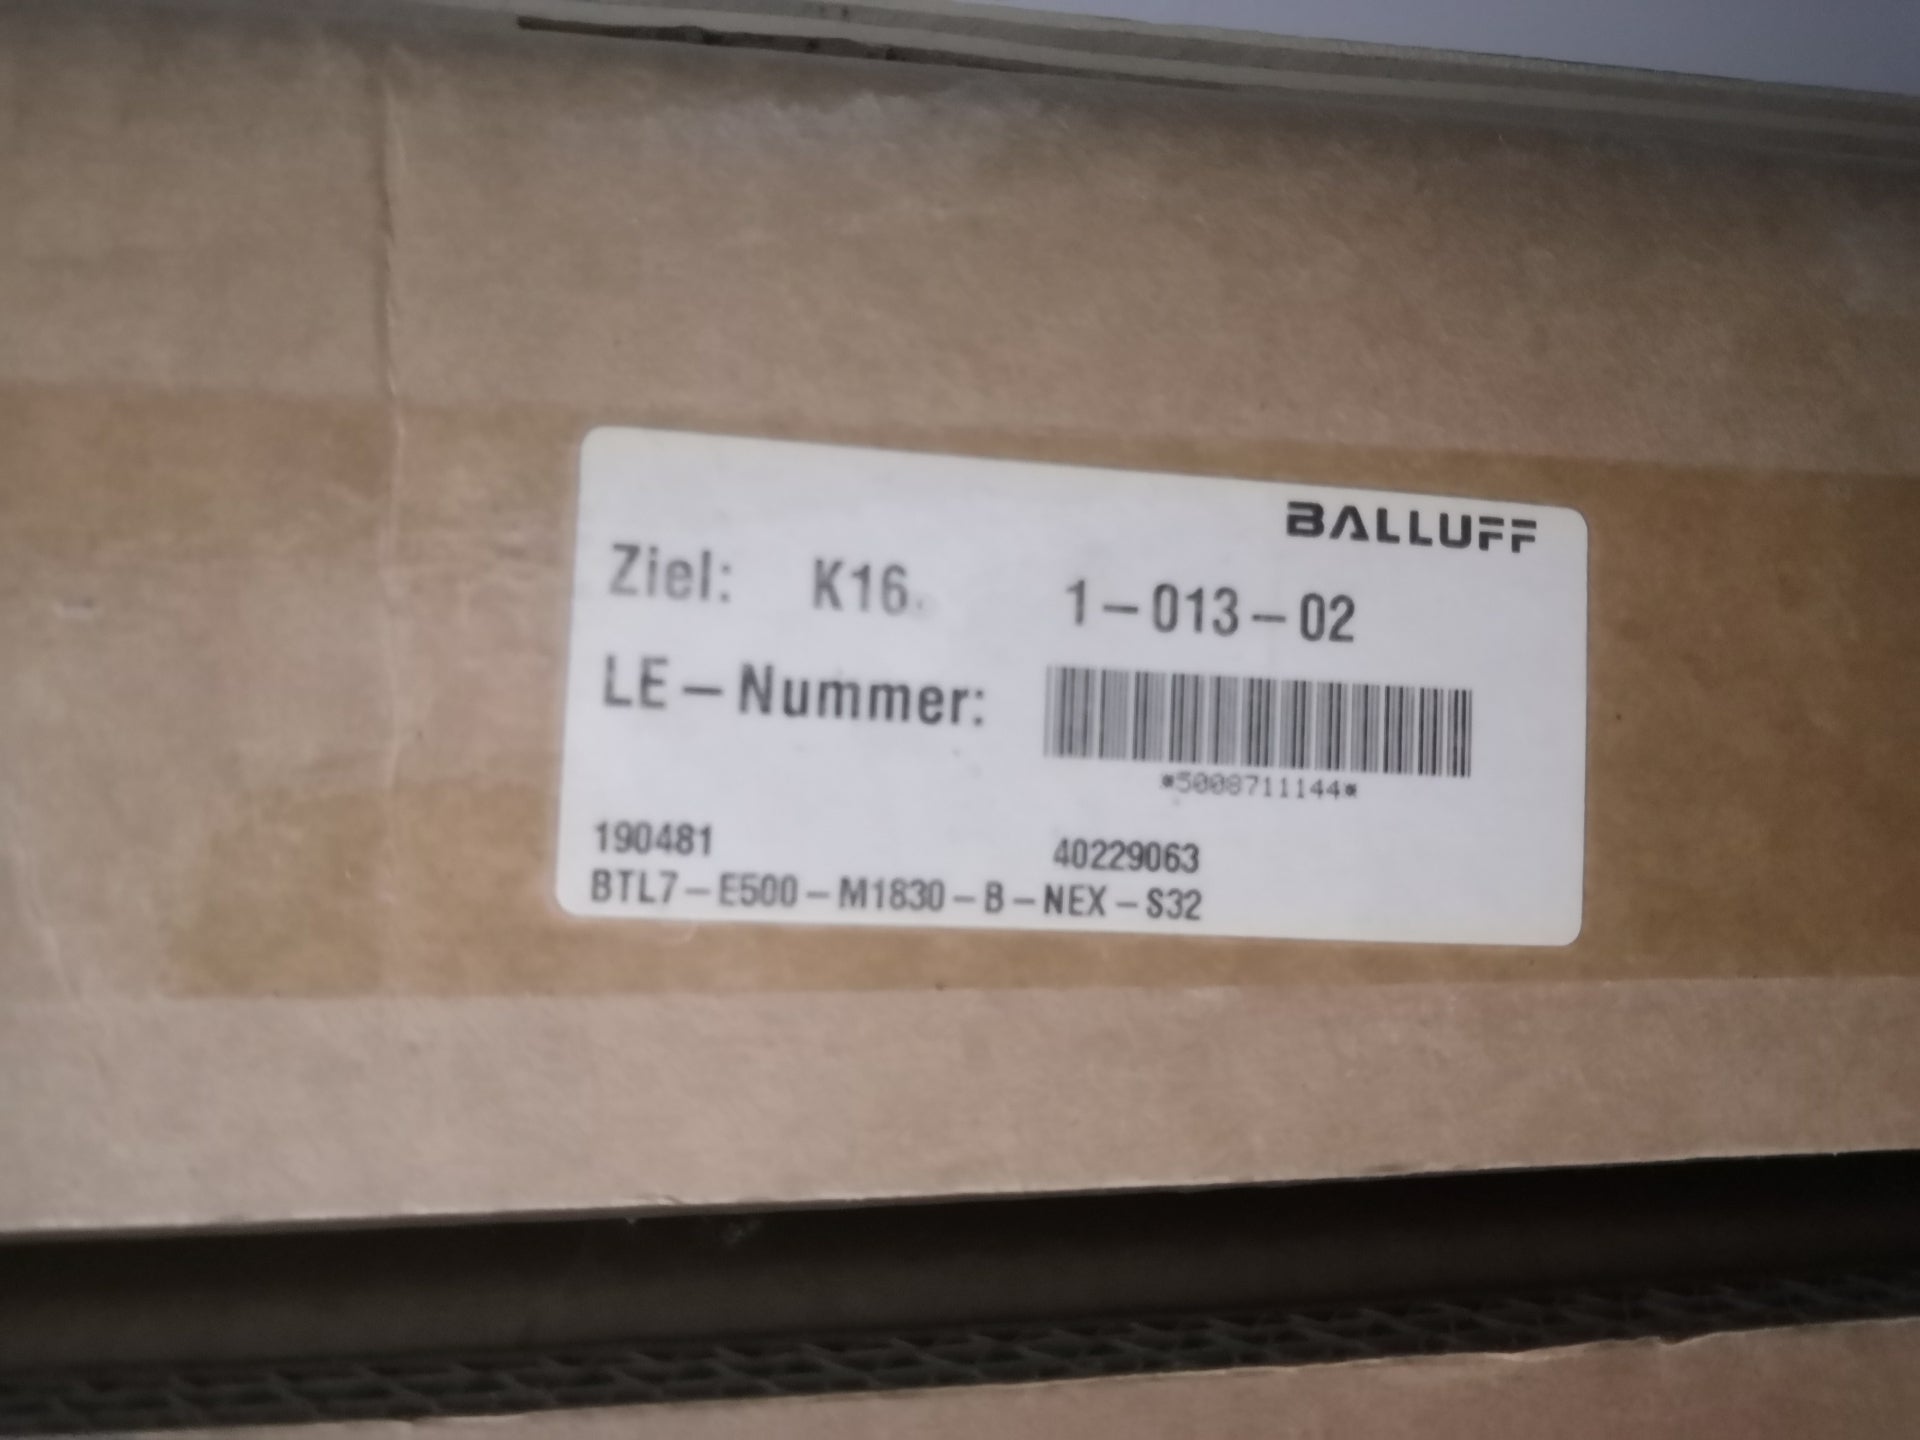 BALLUFF
Ziel: K16. 1-013-02
LE-Nummer:
*5008711144*
190481 40229063
BTL7-E500-M1830-B-NEX-S32